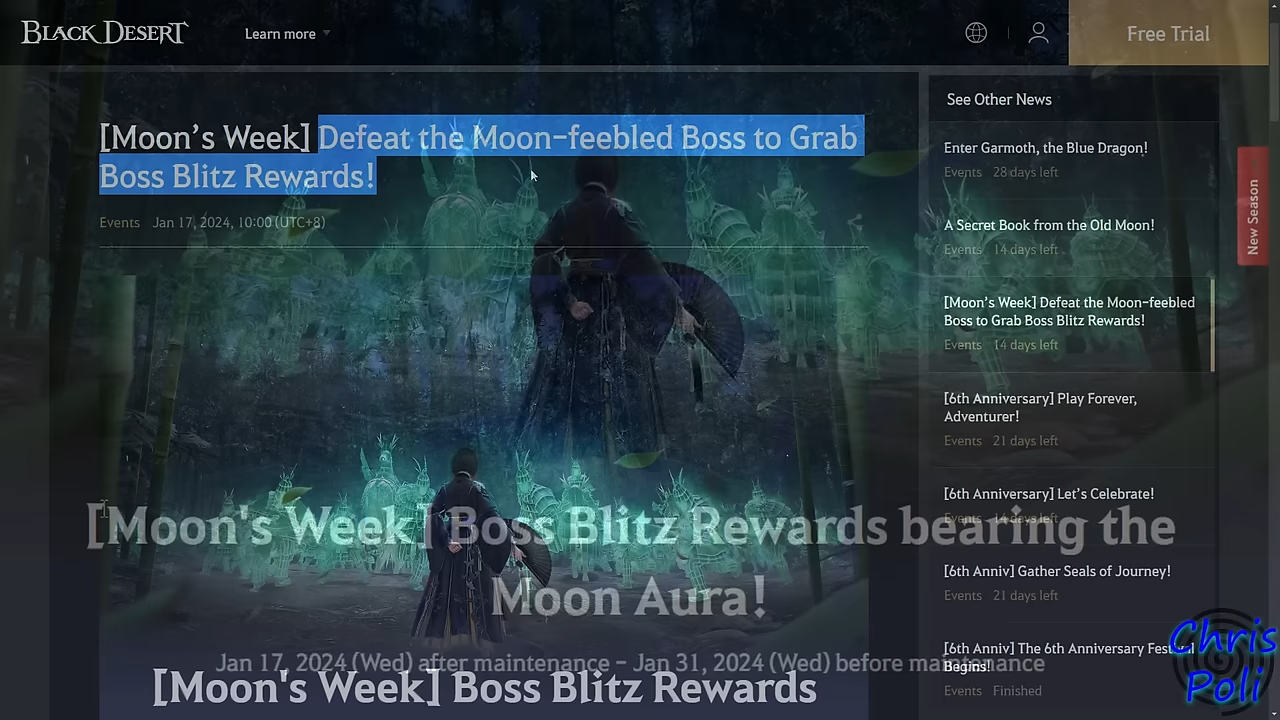 BLACK DESERT
Learn more
Free Trial
[Moon's Week] Defeat the Moon-feebled Boss to Grab
Boss Blitz Rewards!
Events Jan 17, 2024, 10:00 (UTC+8)
See Other News
Enter Garmoth, the Blue Dragon!
Events 28 days left
A Secret Book from the Old Moon!
Events 14 days left
[Moon's Week] Defeat the Moon-feebled
Boss to Grab Boss Blitz Rewards!
Events 14 days left
[6th Anniversary] Play Forever,
Adventurer!
Events 21 days left
[6th Anniversary] Let's Celebrate!
Events 14 days left
[6th Anniv] Gather Seals of Journey!
Events 21 days left
[6th Anniv] The 6th Anniversary Festival
Begins!
Events Finished
New Season
[Moon's Week] Boss Blitz Rewards bearing the
Moon Aura!
Jan 17, 2024 (Wed) after maintenance - Jan 31, 2024 (Wed) before maintenance
[Moon's Week] Boss Blitz Rewards
Chris
Poli